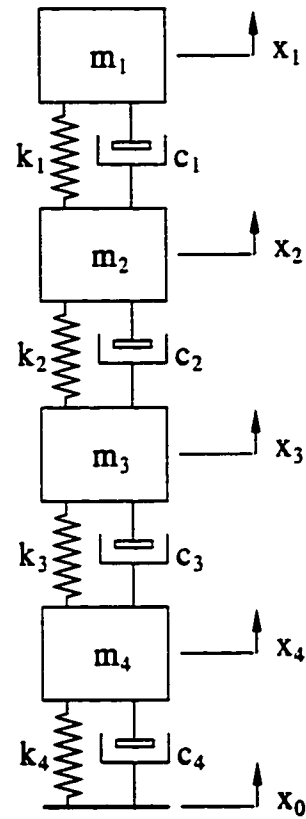 m₁ x₁
k₁ c₁
m₂ x₂
k₂ c₂
m₃ x₃
k₃ c₃
m₄ x₄
k₄ c₄
x₀